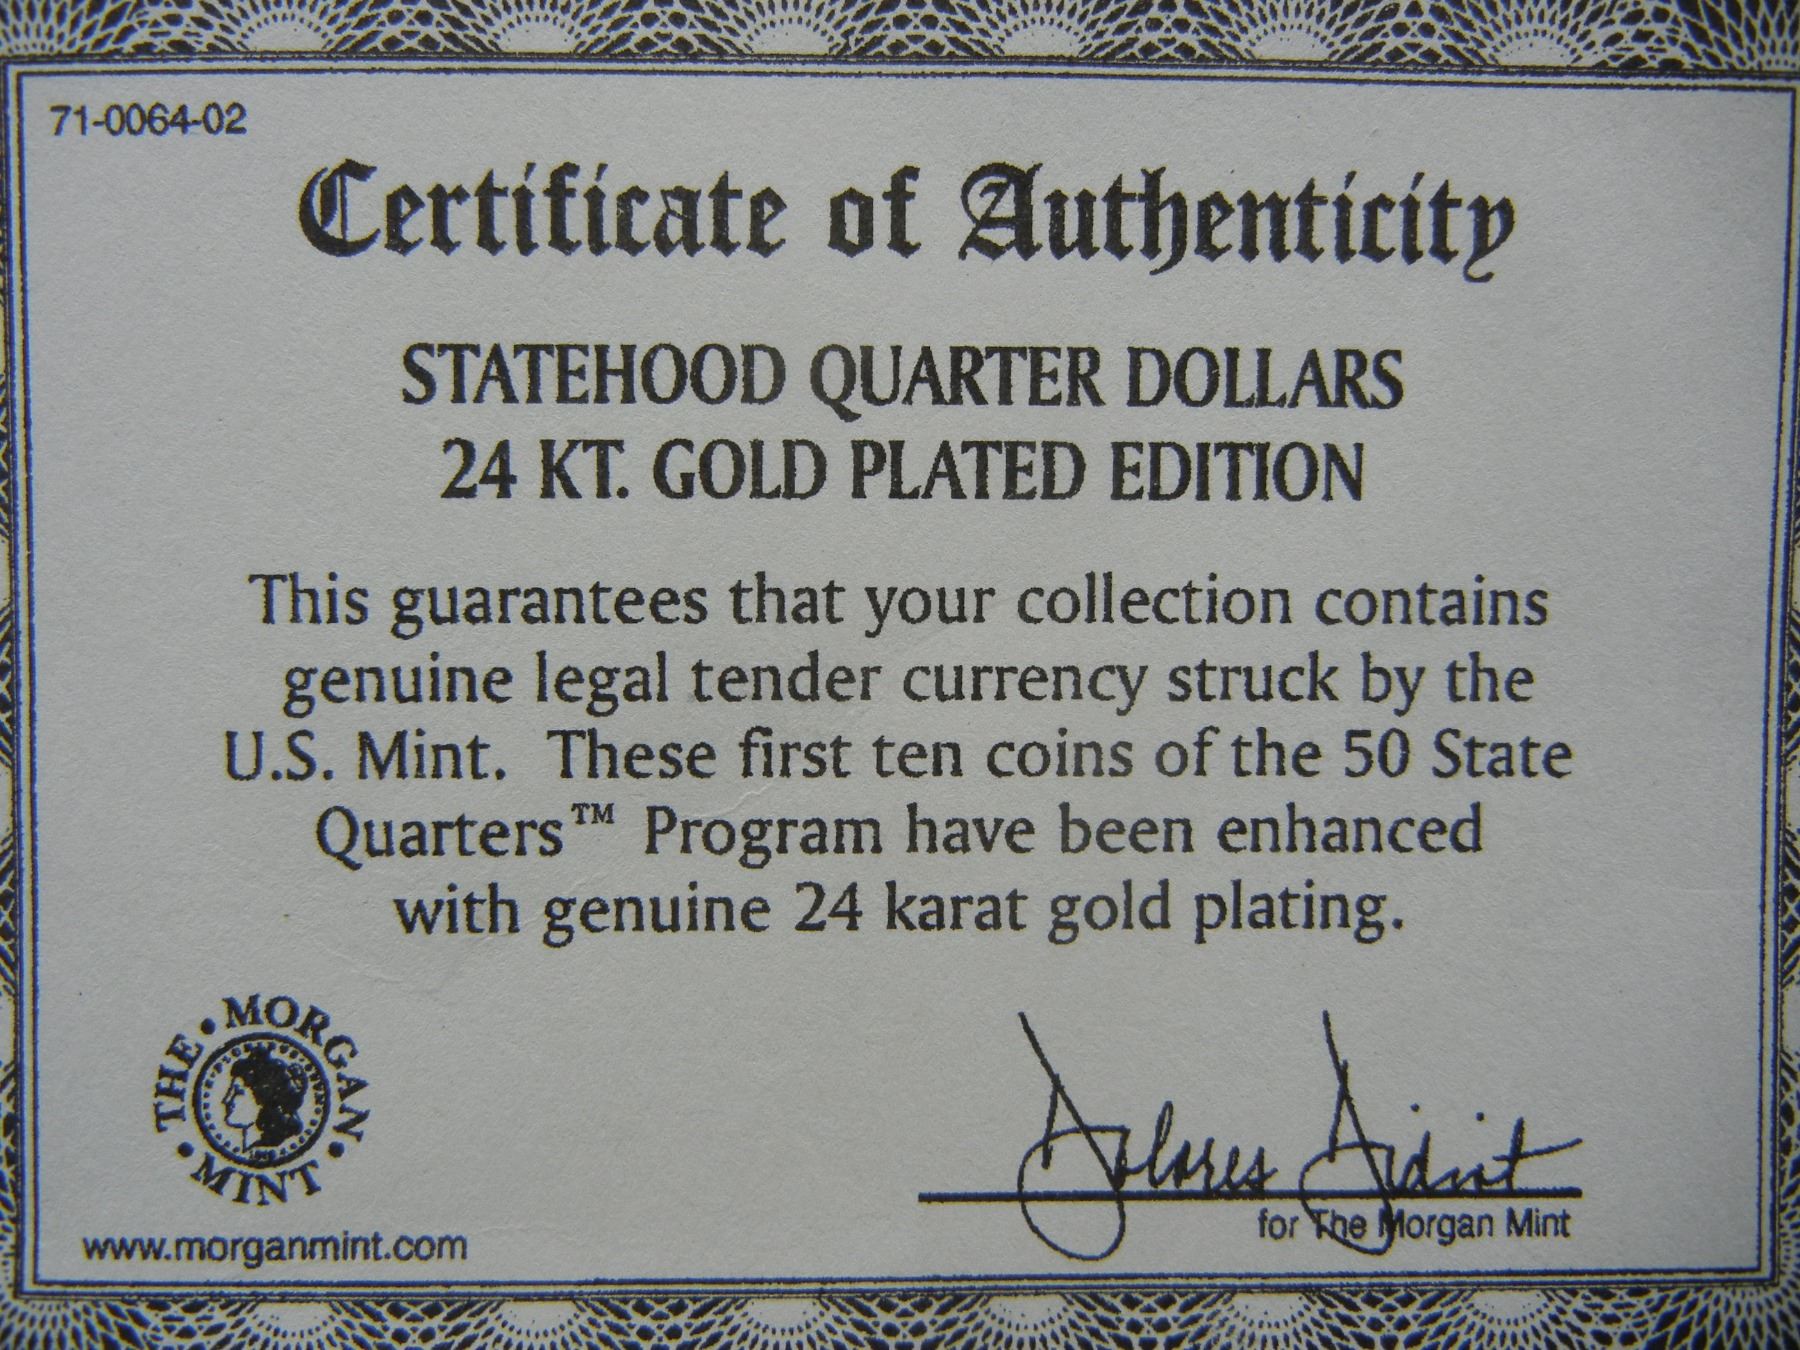 71-0064-02
Certificate of Authenticity
STATEHOOD QUARTER DOLLARS
24 KT. GOLD PLATED EDITION
This guarantees that your collection contains
genuine legal tender currency struck by the
U.S. Mint. These first ten coins of the 50 State
Quarters™ Program have been enhanced
with genuine 24 karat gold plating.
THE • MORGAN • MINT •
Dolores
for The Morgan Mint
www.morganmint.com